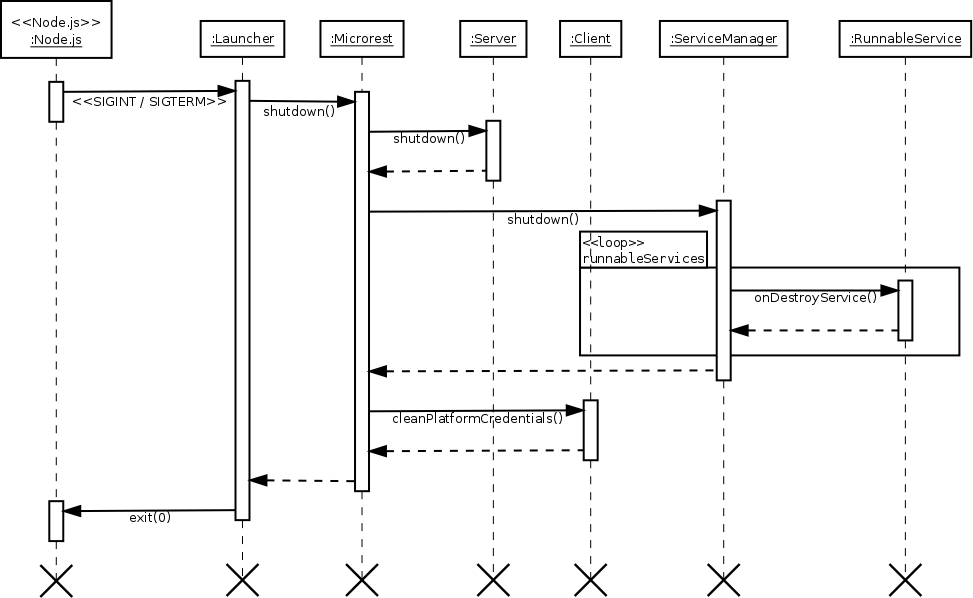 <<Node.js>>
:Node.js
:Launcher
:Microrest
:Server
:Client
:ServiceManager
:RunnableService
<<SIGINT / SIGTERM>>
shutdown()
shutdown()
shutdown()
<<loop>>
runnableServices
onDestroyService()
cleanPlatformCredentials()
exit(0)